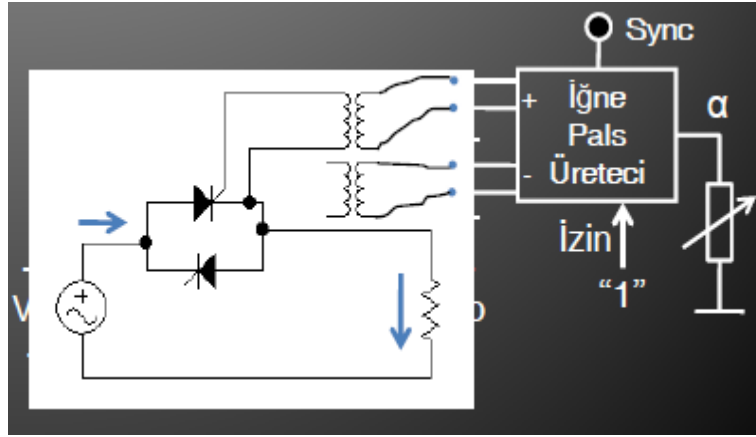 Sync
+ İğne
Pals
- Üreteci
α
İzin
“1”
+
V